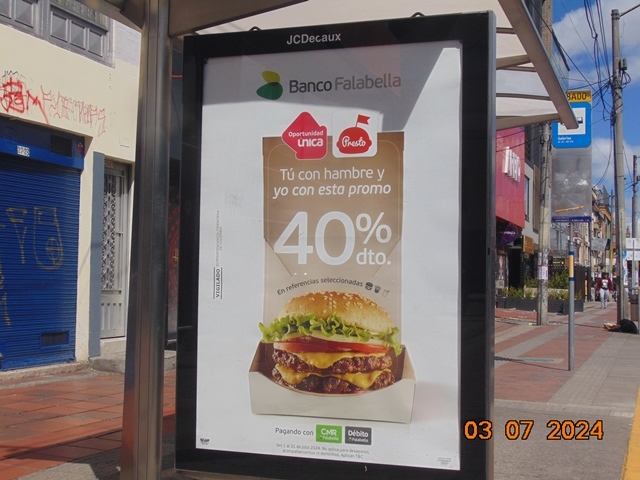 JCDecaux
Banco Falabella
Oportunidad
única
Presto
Tú con hambre y
yo con esta promo
40%
dto.
En referencias seleccionadas
VIGILADO
Pagando con
CMR
Débito
03 07 2024